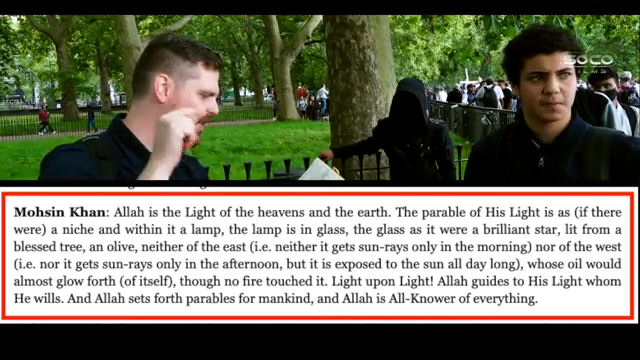 SOCO
FILMS
Mohsin Khan: Allah is the Light of the heavens and the earth. The parable of His Light is as (if there
were) a niche and within it a lamp, the lamp is in glass, the glass as it were a brilliant star, lit from a
blessed tree, an olive, neither of the east (i.e. neither it gets sun-rays only in the morning) nor of the west
(i.e. nor it gets sun-rays only in the afternoon, but it is exposed to the sun all day long), whose oil would
almost glow forth (of itself), though no fire touched it. Light upon Light! Allah guides to His Light whom
He wills. And Allah sets forth parables for mankind, and Allah is All-Knower of everything.